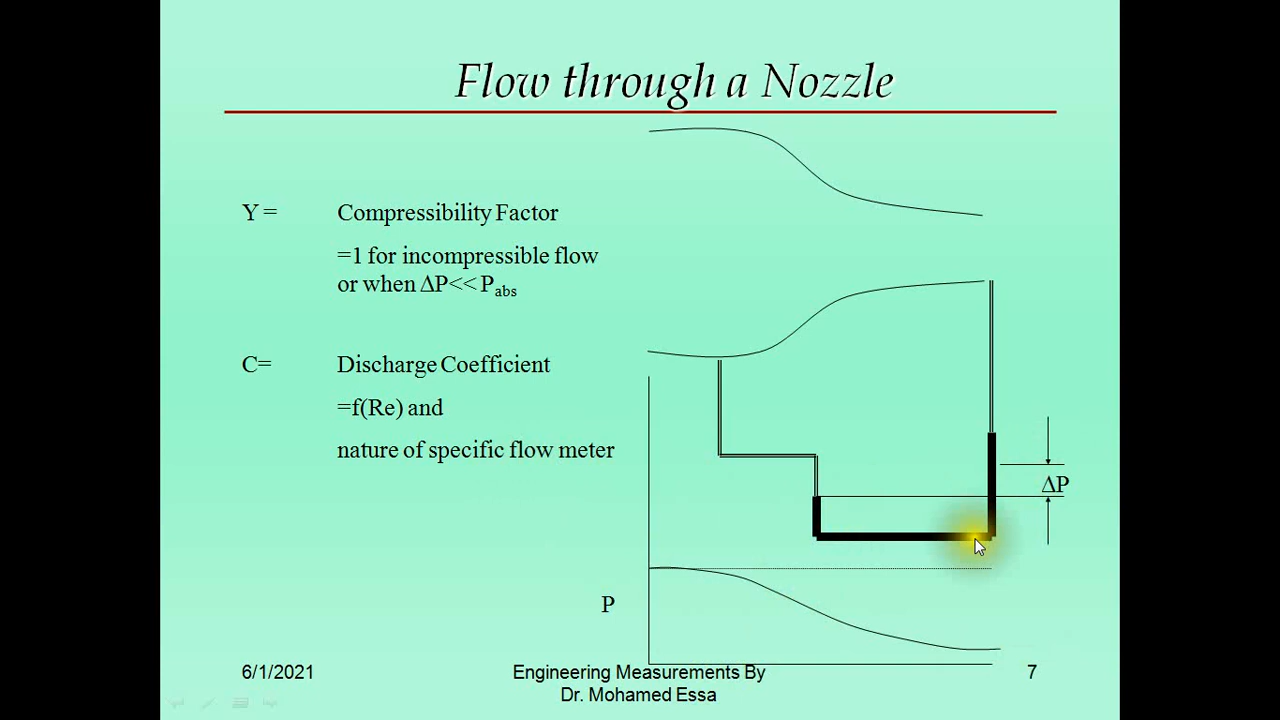 Flow through a Nozzle
Y = Compressibility Factor
=1 for incompressible flow
or when ΔP<< Pabs
C= Discharge Coefficient
=f(Re) and
nature of specific flow meter
ΔP
P
6/1/2021
Engineering Measurements By
Dr. Mohamed Essa
7